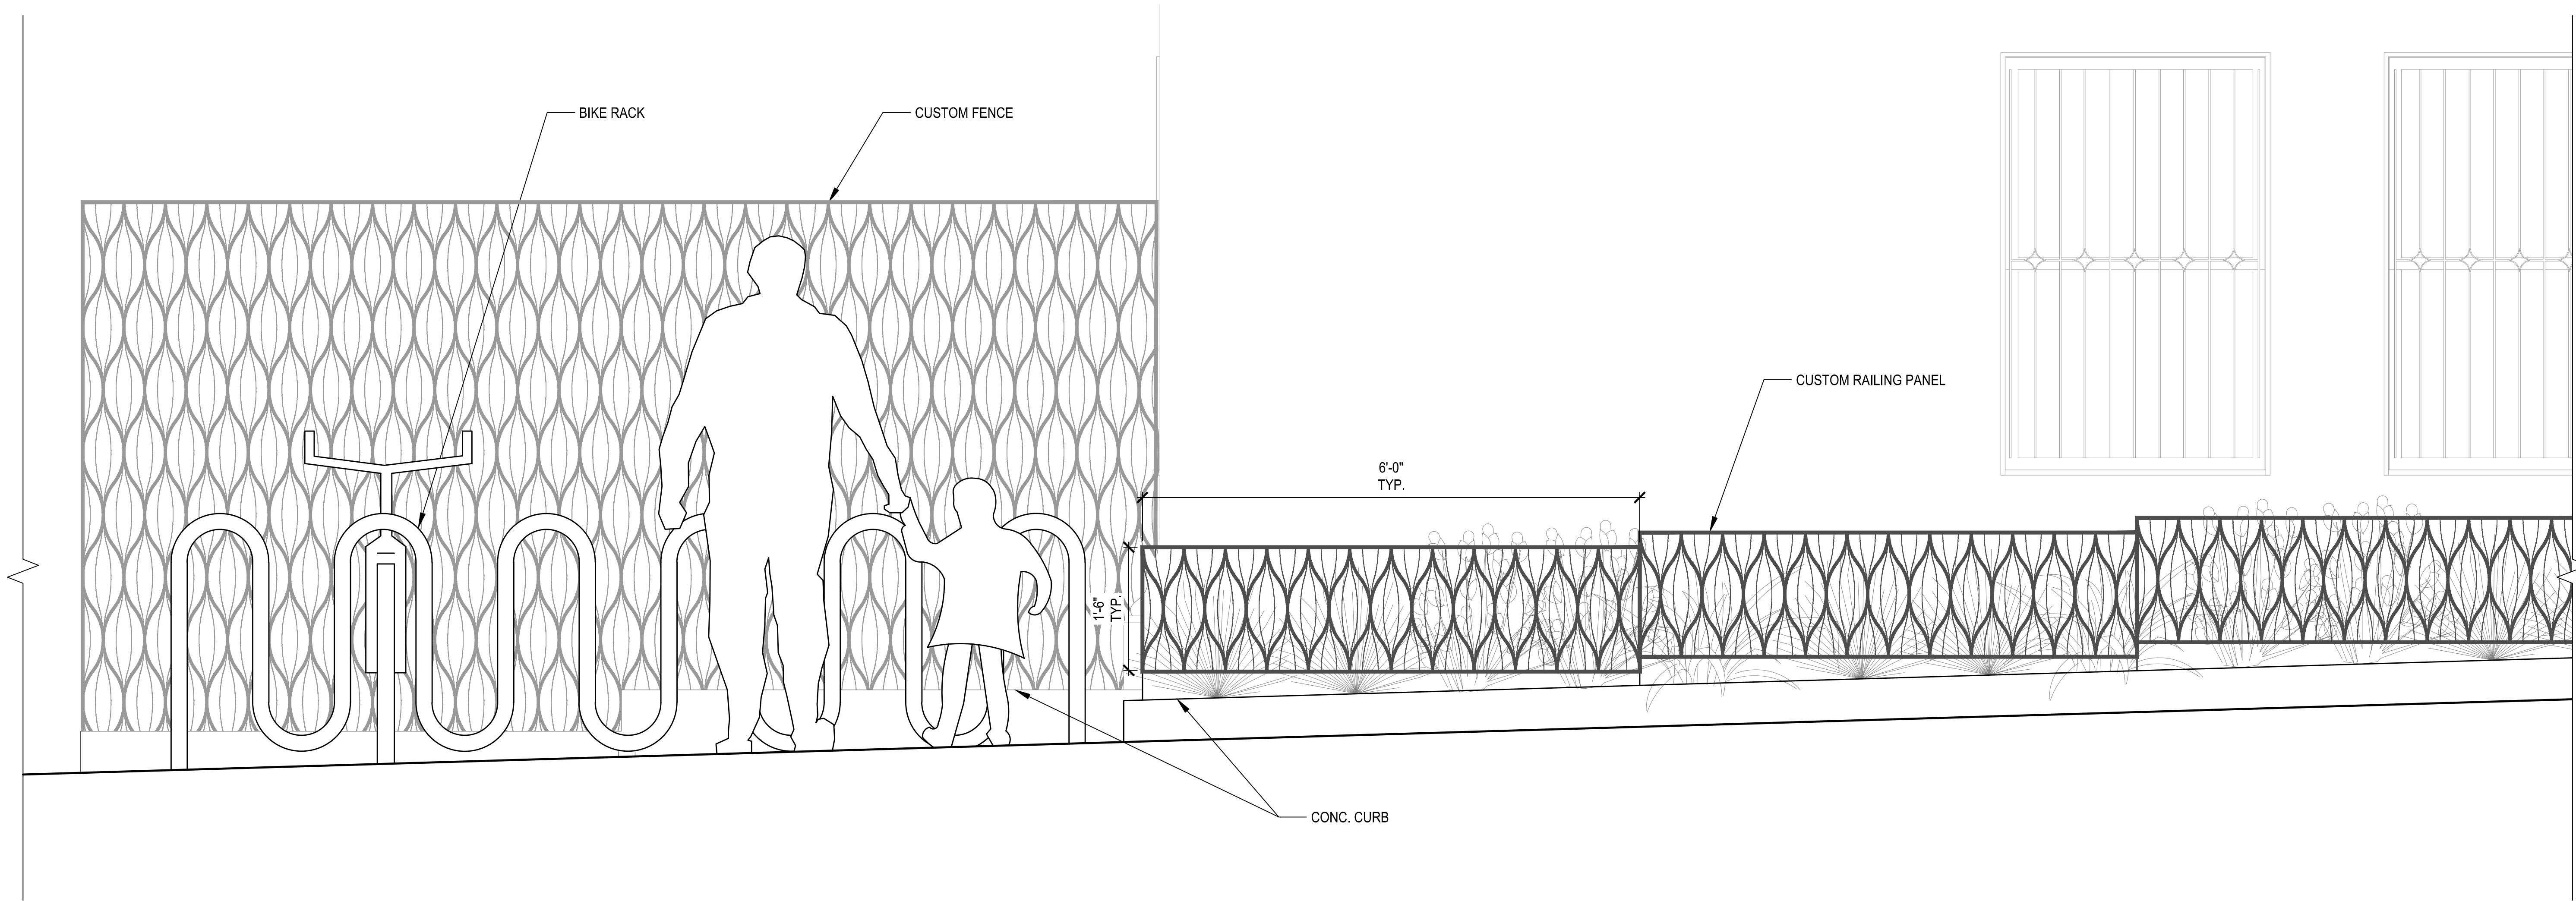 BIKE RACK
CUSTOM FENCE
CUSTOM RAILING PANEL
6'-0"
TYP.
1'-6"
TYP.
CONC. CURB